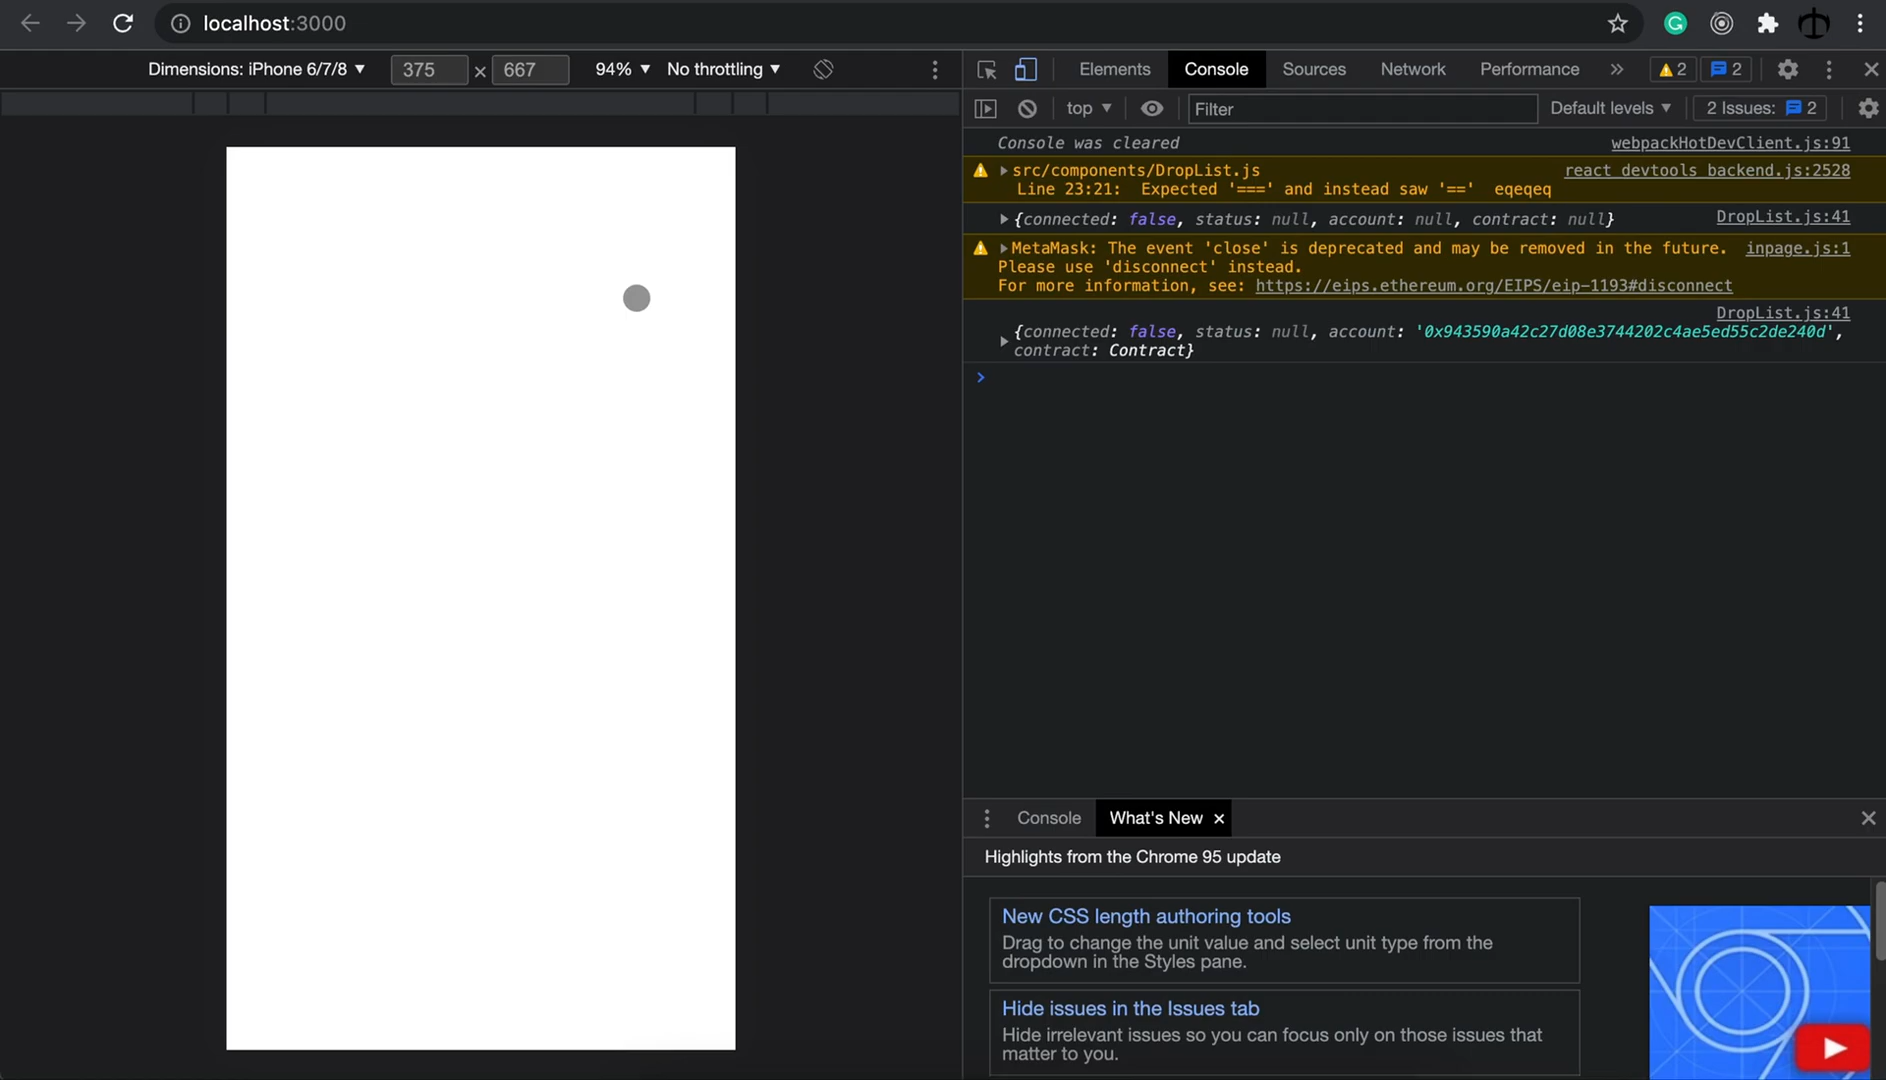 localhost:3000
Dimensions: iPhone 6/7/8 375 × 667 94% No throttling
Elements Console Sources Network Performance 2 2
top Filter Default levels 2 Issues: 2
Console was cleared webpackHotDevClient.js:91
src/components/DropList.js react_devtools_backend.js:2528
Line 23:21: Expected '===' and instead saw '==' eqeqeq
{connected: false, status: null, account: null, contract: null} DropList.js:41
MetaMask: The event 'close' is deprecated and may be removed in the future. inpage.js:1
Please use 'disconnect' instead.
For more information, see: https://eips.ethereum.org/EIPS/eip-1193#disconnect
DropList.js:41
{connected: false, status: null, account: '0x943590a42c27d08e3744202c4ae5ed55c2de240d',
contract: Contract}
Console What's New
Highlights from the Chrome 95 update
New CSS length authoring tools
Drag to change the unit value and select unit type from the
dropdown in the Styles pane.
Hide issues in the Issues tab
Hide irrelevant issues so you can focus only on those issues that
matter to you.